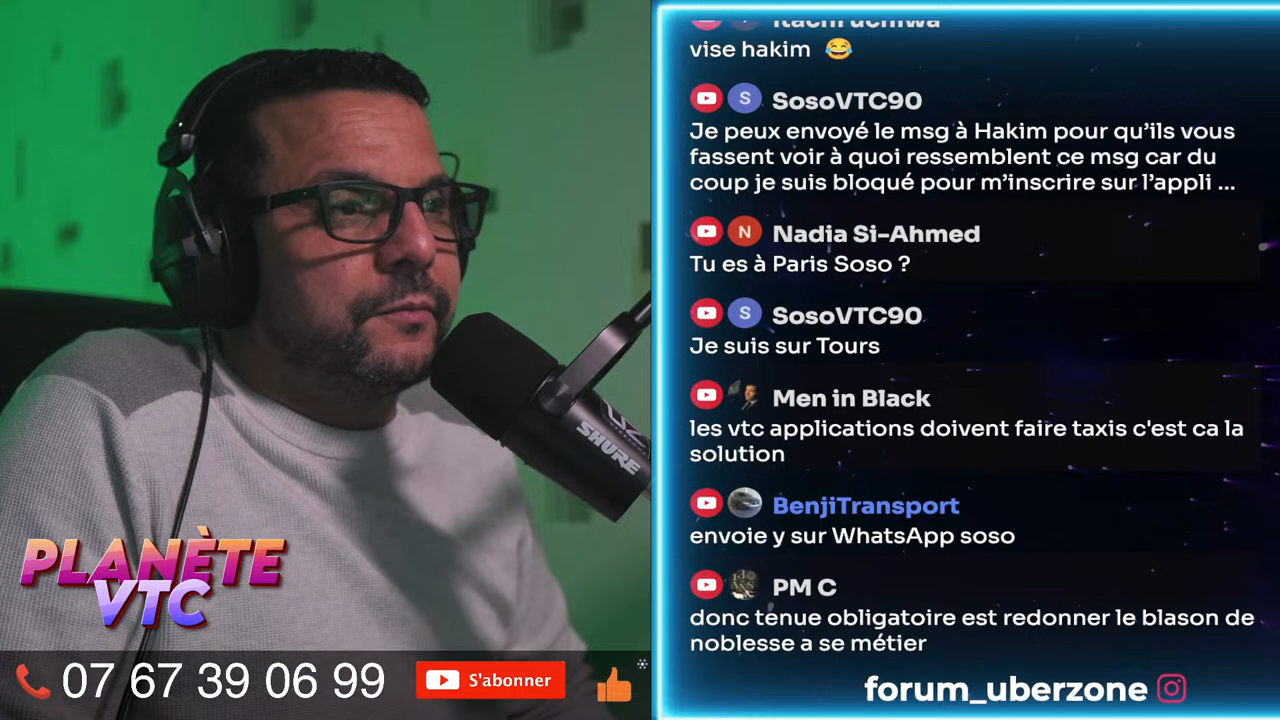 Itachi uchiwa
vise hakim 😂
S SosoVTC90
Je peux envoyé le msg à Hakim pour qu’ils vous
fassent voir à quoi ressemblent ce msg car du
coup je suis bloqué pour m’inscrire sur l’appli ...
N Nadia Si-Ahmed
Tu es à Paris Soso ?
S SosoVTC90
Je suis sur Tours
Men in Black
les vtc applications doivent faire taxis c'est ca la
solution
BenjiTransport
envoie y sur WhatsApp soso
PM C
donc tenue obligatoire est redonner le blason de
noblesse a se métier
forum_uberzone
SHURE
PLANÈTE
VTC
07 67 39 06 99
S'abonner